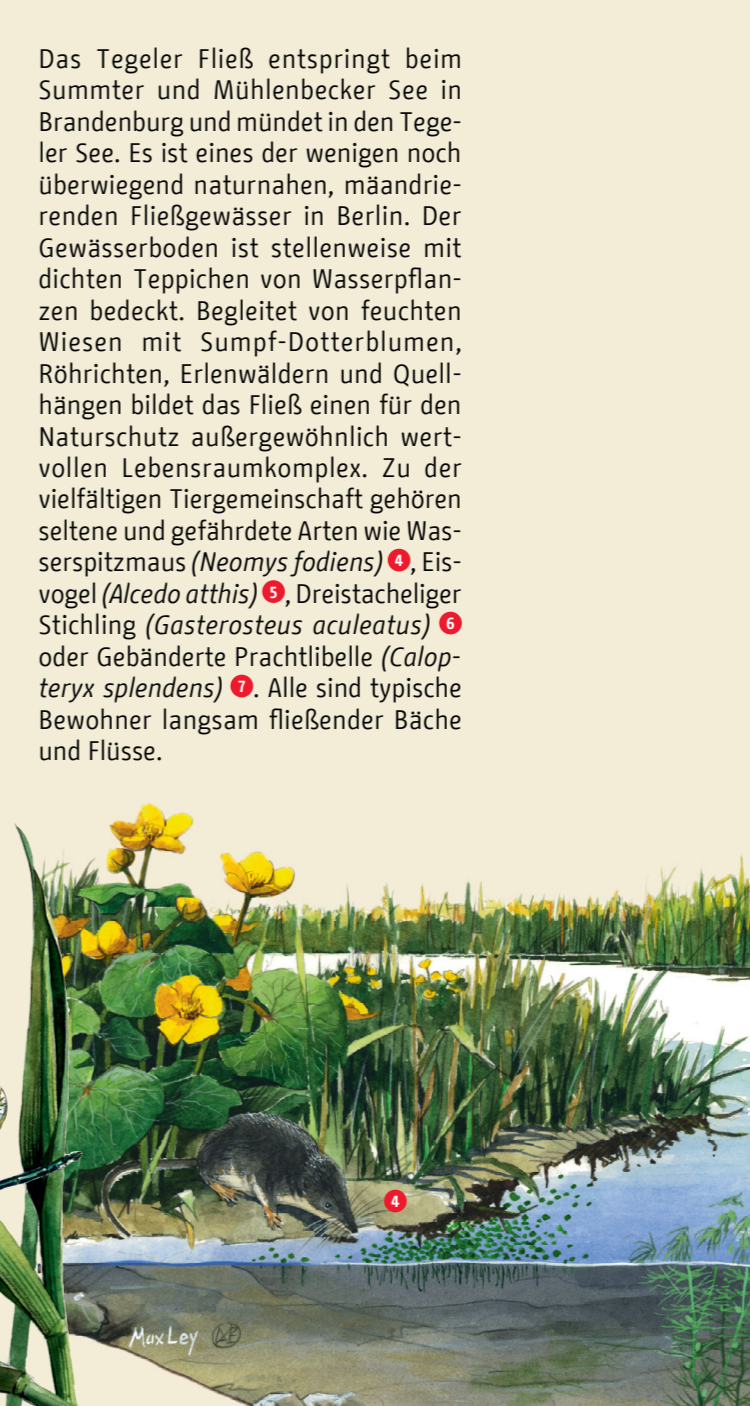 Das Tegeler Fließ entspringt beim
Summter und Mühlenbecker See in
Brandenburg und mündet in den Tege-
ler See. Es ist eines der wenigen noch
überwiegend naturnahen, mäandrie-
renden Fließgewässer in Berlin. Der
Gewässerboden ist stellenweise mit
dichten Teppichen von Wasserpflan-
zen bedeckt. Begleitet von feuchten
Wiesen mit Sumpf-Dotterblumen,
Röhrichten, Erlenwäldern und Quell-
hängen bildet das Fließ einen für den
Naturschutz außergewöhnlich wert-
vollen Lebensraumkomplex. Zu der
vielfältigen Tiergemeinschaft gehören
seltene und gefährdete Arten wie Was-
serspitzmaus (Neomys fodiens) 4, Eis-
vogel (Alcedo atthis) 5, Dreistacheliger
Stichling (Gasterosteus aculeatus) 6
oder Gebänderte Prachtlibelle (Calop-
teryx splendens) 7. Alle sind typische
Bewohner langsam fließender Bäche
und Flüsse.
4
Max Ley